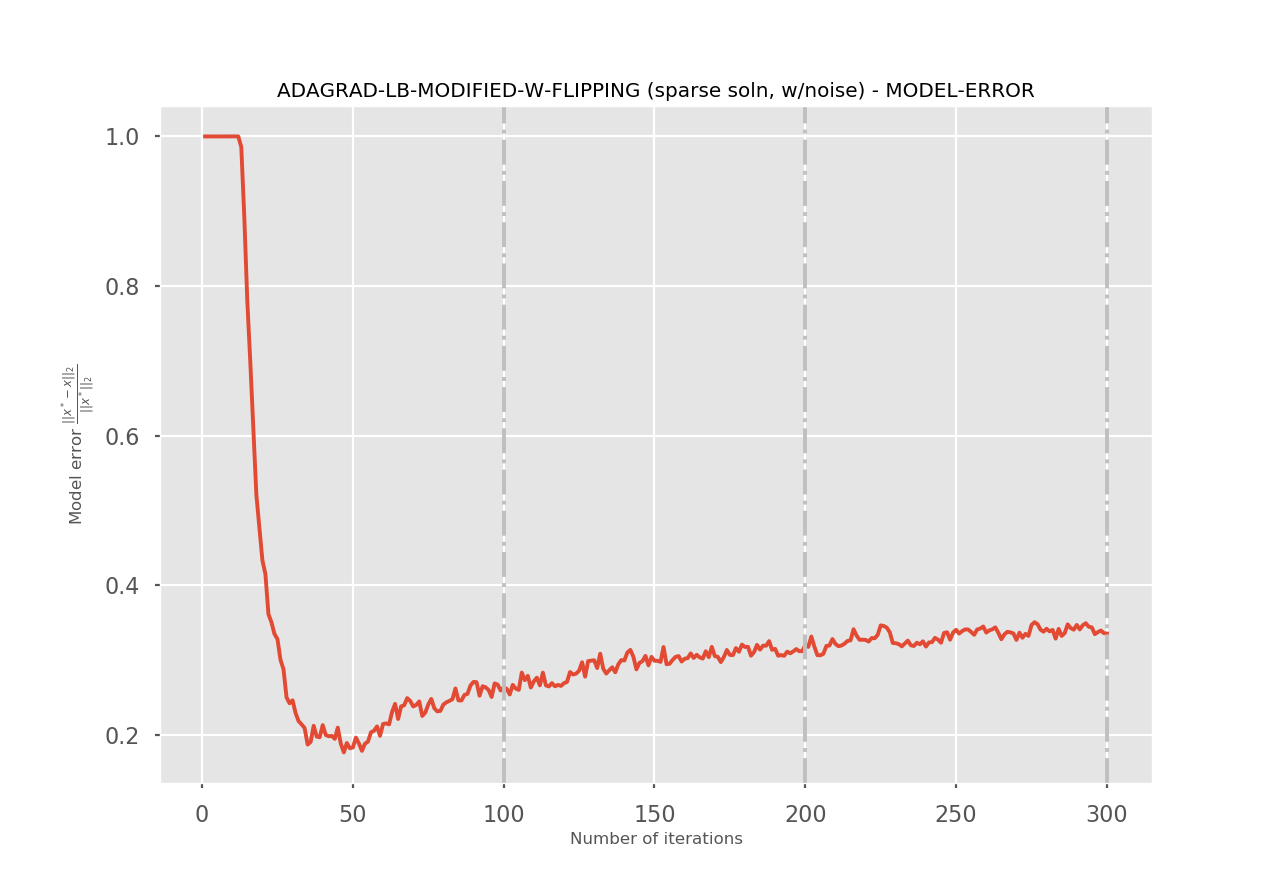 ADAGRAD-LB-MODIFIED-W-FLIPPING (sparse soln, w/noise) - MODEL-ERROR
1.0
0.8
0.6
0.4
0.2
Model error ||x* − x||₂ / ||x*||₂
0 50 100 150 200 250 300
Number of iterations